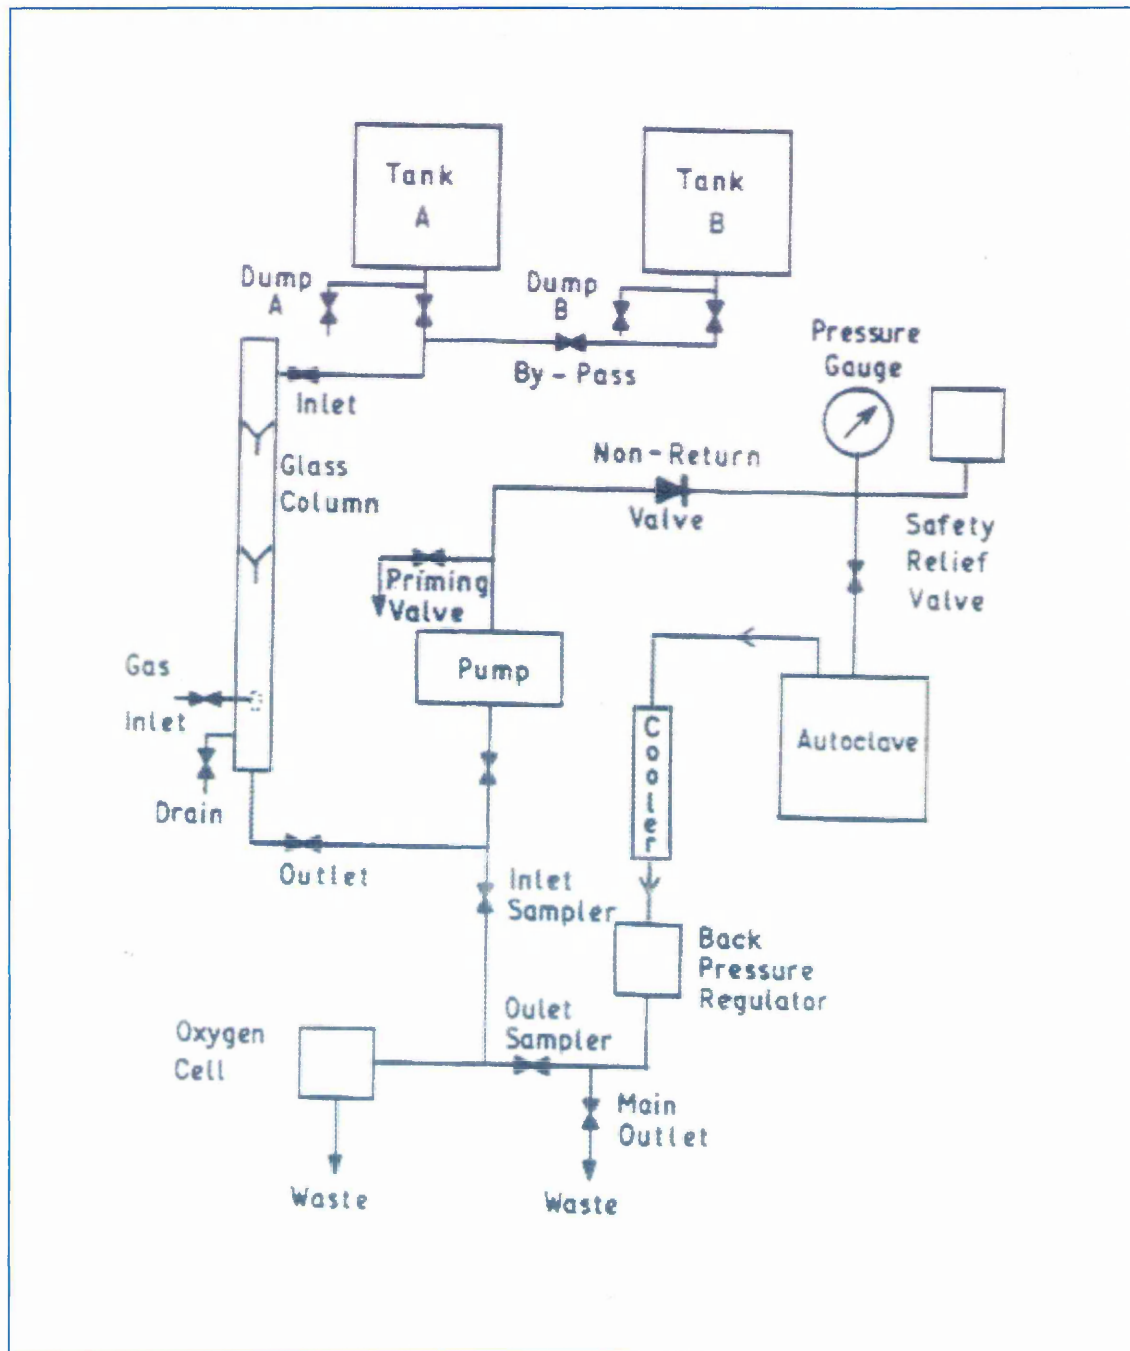 Tank
A
Tank
B
Dump
A
Dump
B
Pressure
Gauge
By - Pass
Inlet
Non-Return
Valve
Glass
Column
Safety
Relief
Valve
Priming
Valve
Gas
Inlet
Pump
Cooler
Autoclave
Drain
Outlet
Inlet
Sampler
Back
Pressure
Regulator
Oulet
Sampler
Oxygen
Cell
Main
Outlet
Waste
Waste